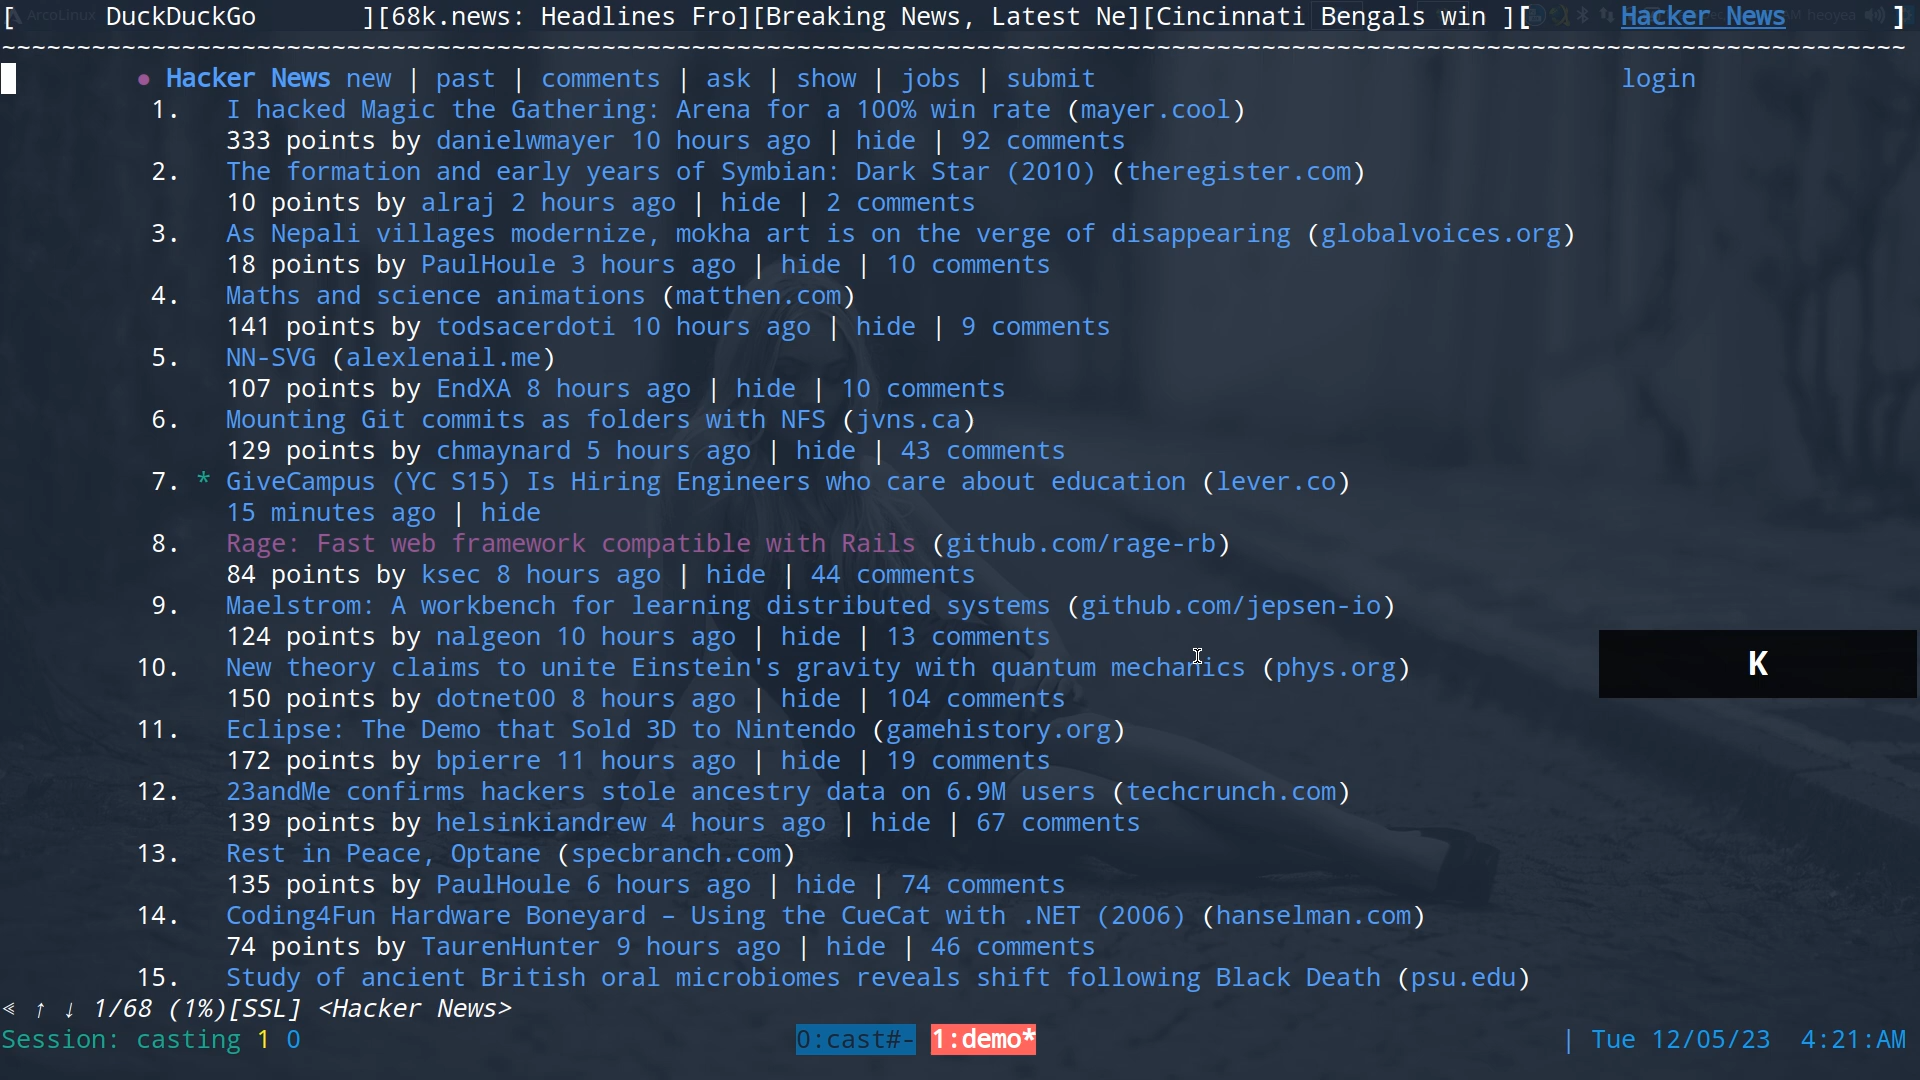 [      DuckDuckGo       ][68k.news: Headlines Fro][Breaking News, Latest Ne][Cincinnati Bengals win ][      Hacker News       ]
~~~~~~~~~~~~~~~~~~~~~~~~~~~~~~~~~~~~~~~~~~~~~~~~~~~~~~~~~~~~~~~~~~~~~~~~~~~~~~~~~~~~~~~~~~~~~~~~~~~~~~~~~~~~~~~~~~~~~~~~~~~~~~~
● Hacker News new | past | comments | ask | show | jobs | submit login
1. I hacked Magic the Gathering: Arena for a 100% win rate (mayer.cool)
333 points by danielwmayer 10 hours ago | hide | 92 comments
2. The formation and early years of Symbian: Dark Star (2010) (theregister.com)
10 points by alraj 2 hours ago | hide | 2 comments
3. As Nepali villages modernize, mokha art is on the verge of disappearing (globalvoices.org)
18 points by PaulHoule 3 hours ago | hide | 10 comments
4. Maths and science animations (matthen.com)
141 points by todsacerdoti 10 hours ago | hide | 9 comments
5. NN-SVG (alexlenail.me)
107 points by EndXA 8 hours ago | hide | 10 comments
6. Mounting Git commits as folders with NFS (jvns.ca)
129 points by chmaynard 5 hours ago | hide | 43 comments
7. * GiveCampus (YC S15) Is Hiring Engineers who care about education (lever.co)
15 minutes ago | hide
8. Rage: Fast web framework compatible with Rails (github.com/rage-rb)
84 points by ksec 8 hours ago | hide | 44 comments
9. Maelstrom: A workbench for learning distributed systems (github.com/jepsen-io)
124 points by nalgeon 10 hours ago | hide | 13 comments
10. New theory claims to unite Einstein's gravity with quantum mechanics (phys.org)
150 points by dotnet00 8 hours ago | hide | 104 comments
K
11. Eclipse: The Demo that Sold 3D to Nintendo (gamehistory.org)
172 points by bpierre 11 hours ago | hide | 19 comments
12. 23andMe confirms hackers stole ancestry data on 6.9M users (techcrunch.com)
139 points by helsinkiandrew 4 hours ago | hide | 67 comments
13. Rest in Peace, Optane (specbranch.com)
135 points by PaulHoule 6 hours ago | hide | 74 comments
14. Coding4Fun Hardware Boneyard – Using the CueCat with .NET (2006) (hanselman.com)
74 points by TaurenHunter 9 hours ago | hide | 46 comments
15. Study of ancient British oral microbiomes reveals shift following Black Death (psu.edu)
≪ ↑ ↓ 1/68 (1%)[SSL] <Hacker News>
Session: casting 1 0 0:cast#- 1:demo* | Tue 12/05/23 4:21:AM